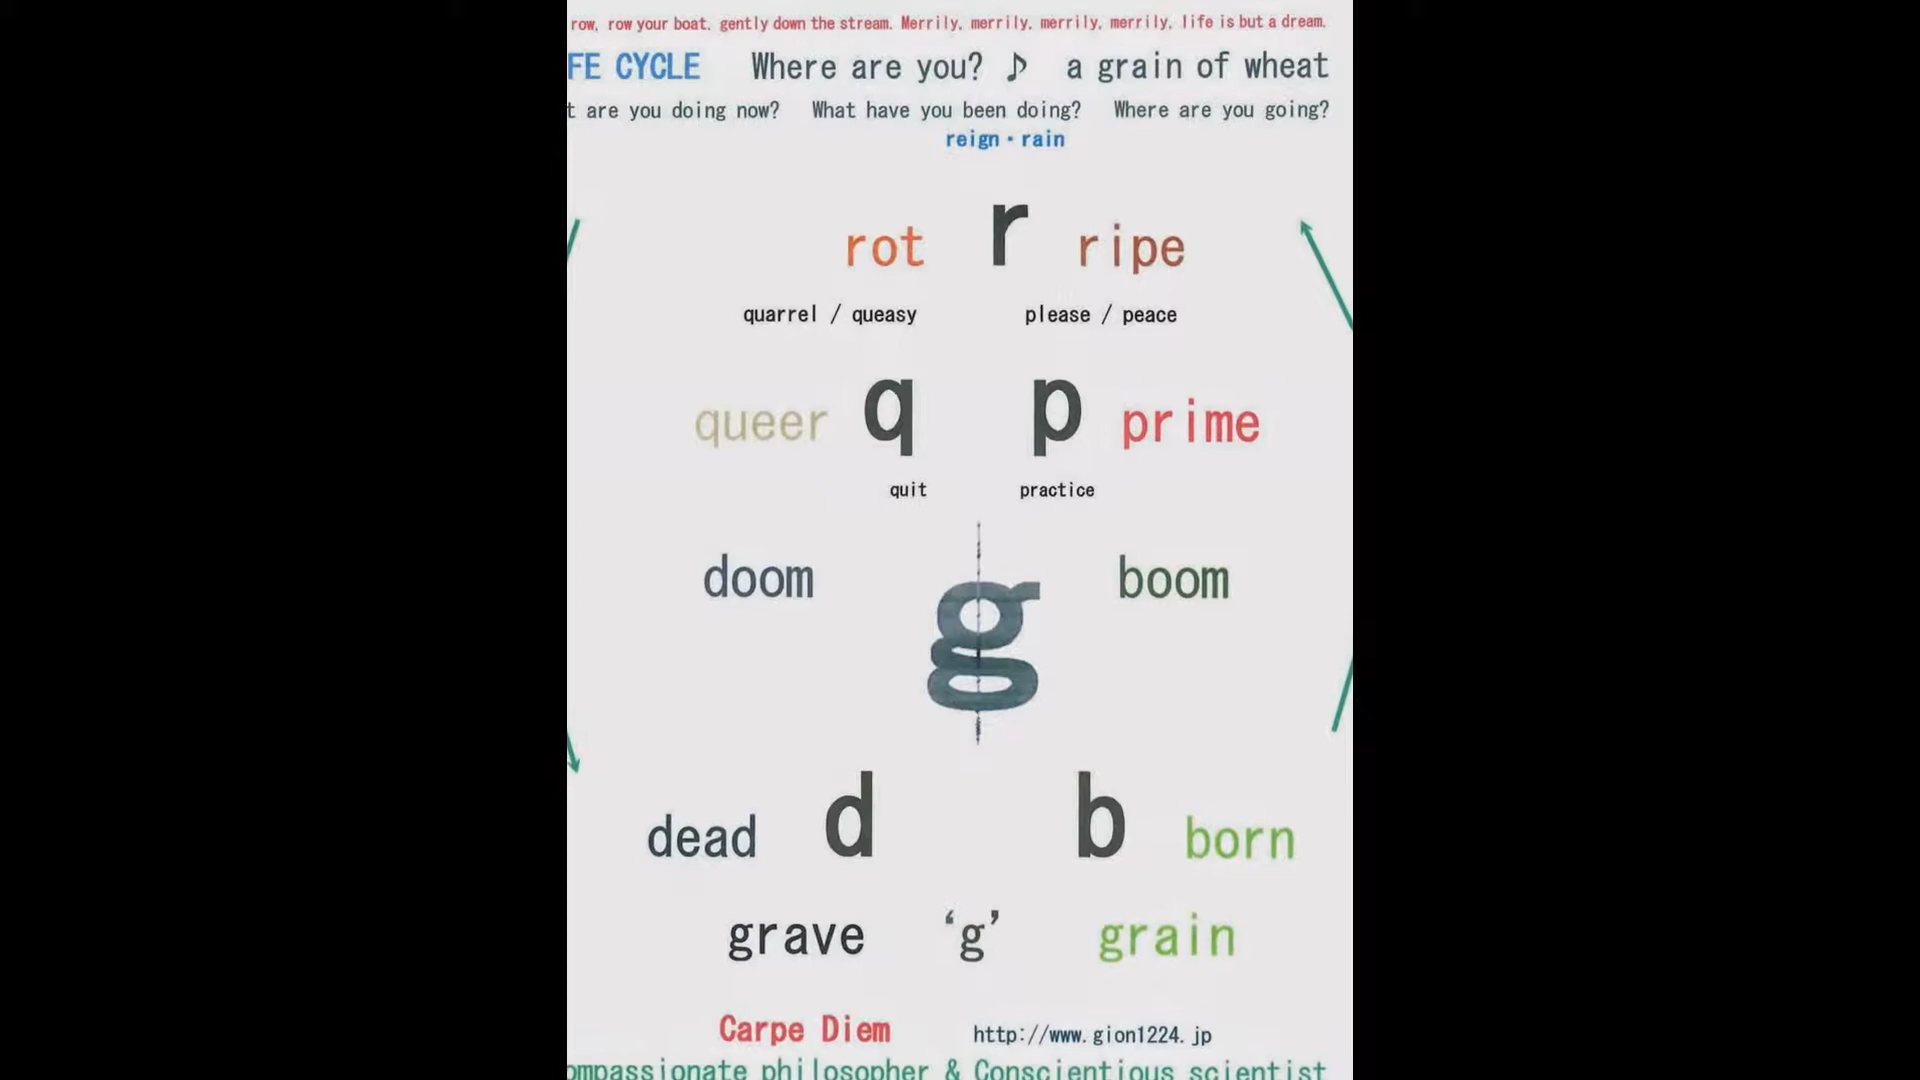 row, row your boat, gently down the stream. Merrily, merrily, merrily, merrily, life is but a dream.
FE CYCLE Where are you? ♪ a grain of wheat
t are you doing now? What have you been doing? Where are you going?
reign・rain
rot r ripe
quarrel / queasy please / peace
queer q p prime
quit practice
doom boom
g
dead d b born
grave ‘g’ grain
Carpe Diem http://www.gion1224.jp
ompassionate philosopher & Conscientious scientist